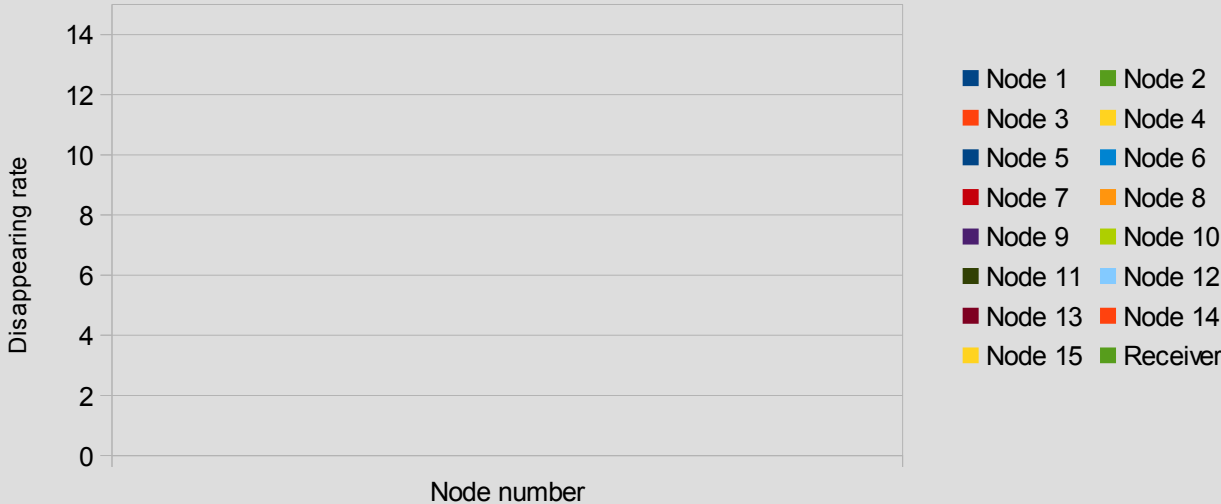 14
12
10
8
6
4
2
0
Disappearing rate
Node number
Node 1 Node 2
Node 3 Node 4
Node 5 Node 6
Node 7 Node 8
Node 9 Node 10
Node 11 Node 12
Node 13 Node 14
Node 15 Receiver